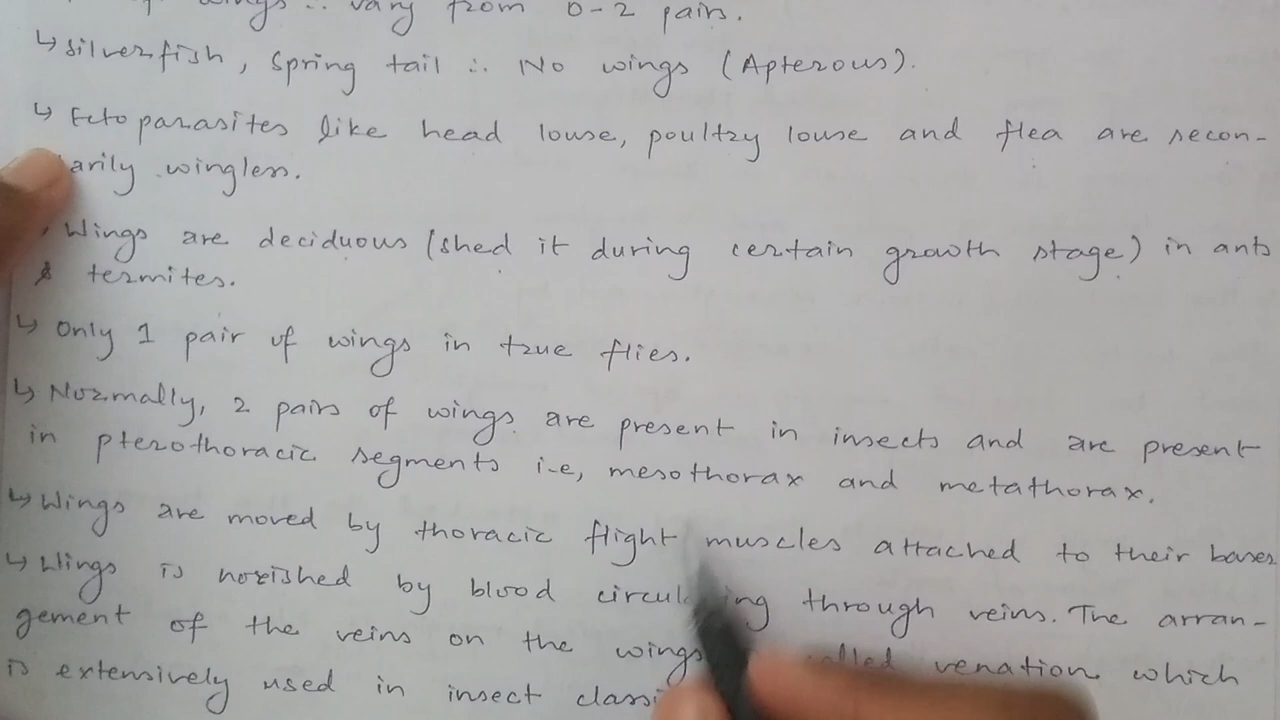 wings :. vary from 0-2 pairs.
↳ Silverfish, Spring tail :. No wings (Apterous).
↳ Ectoparasites like head louse, poultry louse and flea are secon-
arily wingless.
Wings are deciduous (shed it during certain growth stage) in ants
& termites.
↳ Only 1 pair of wings in true flies.
↳ Normally, 2 pairs of wings are present in insects and are present
in pterothoracic segments i.e, mesothorax and metathorax.
↳ Wings are moved by thoracic flight muscles attached to their bases
↳ Wings is norished by blood circulating through veins. The arran-
gement of the veins on the wings called venation which
is extensively used in insect classi